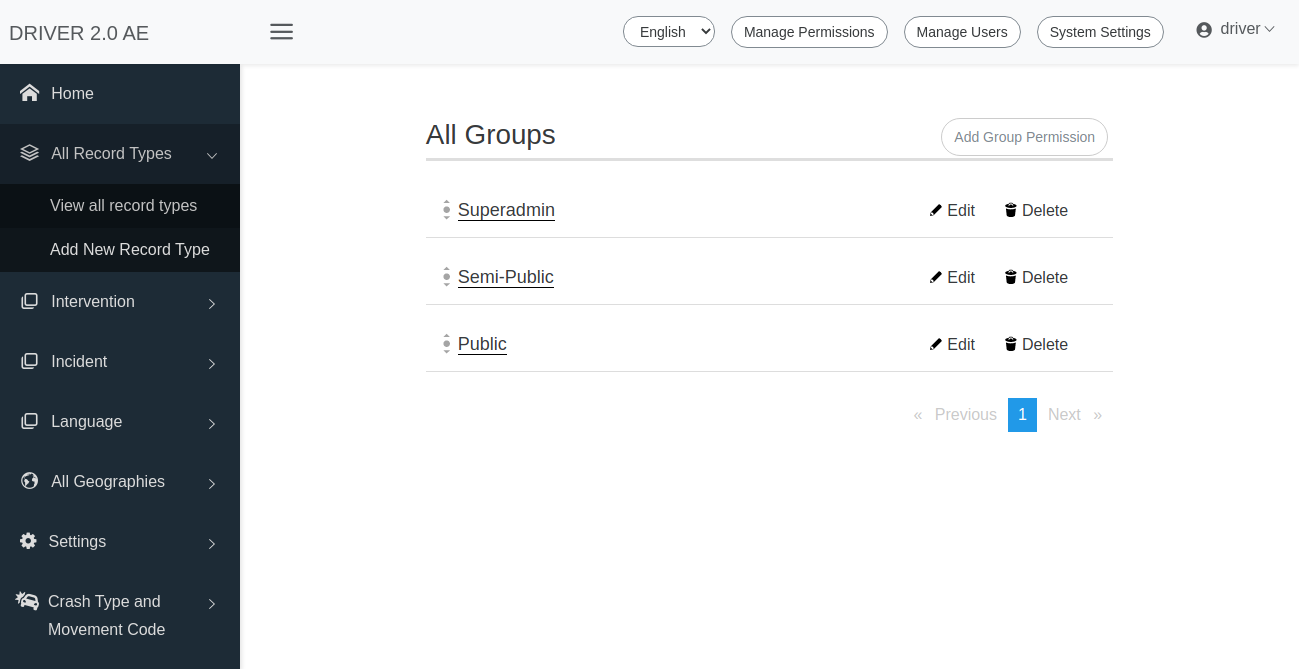 DRIVER 2.0 AE
English
Manage Permissions
Manage Users
System Settings
driver
Home
All Record Types
View all record types
Add New Record Type
Intervention
Incident
Language
All Geographies
Settings
Crash Type and
Movement Code
All Groups
Add Group Permission
Superadmin
Edit
Delete
Semi-Public
Edit
Delete
Public
Edit
Delete
« Previous 1 Next »